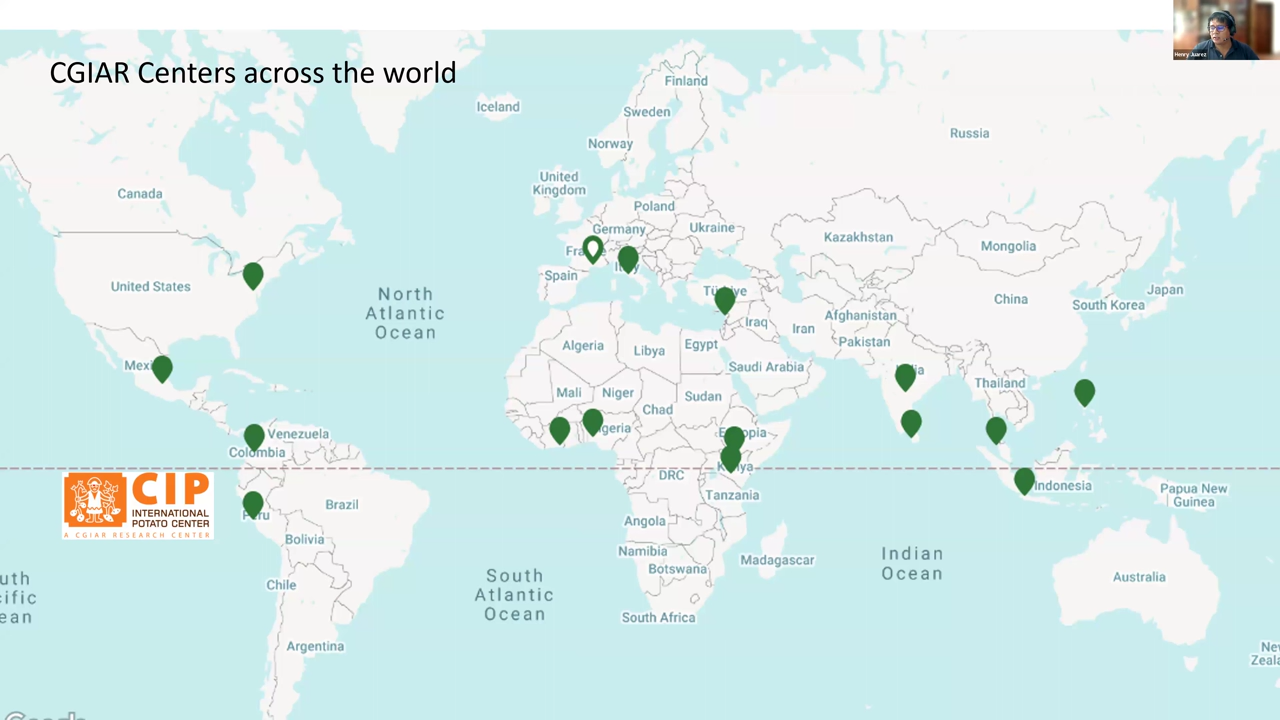 CGIAR Centers across the world
Henry Juarez
Finland
Iceland
Sweden
Russia
Norway
United
Kingdom
Canada
Poland
Germany
Ukraine
Kazakhstan
Mongolia
Spain
United States
Türkiye
Japan
China
South Korea
North
Atlantic
Ocean
Afghanistan
Iraq
Iran
Pakistan
Algeria
Libya
Egypt
Saudi Arabia
Thailand
Mali
Niger
Sudan
Chad
Venezuela
Colombia
DRC
CIP
INTERNATIONAL
POTATO CENTER
A CGIAR RESEARCH CENTER
Brazil
Tanzania
Indonesia
Papua New
Guinea
Peru
Angola
Bolivia
Namibia
Botswana
Madagascar
Indian
Ocean
Chile
South
Atlantic
Ocean
Australia
South Africa
Argentina